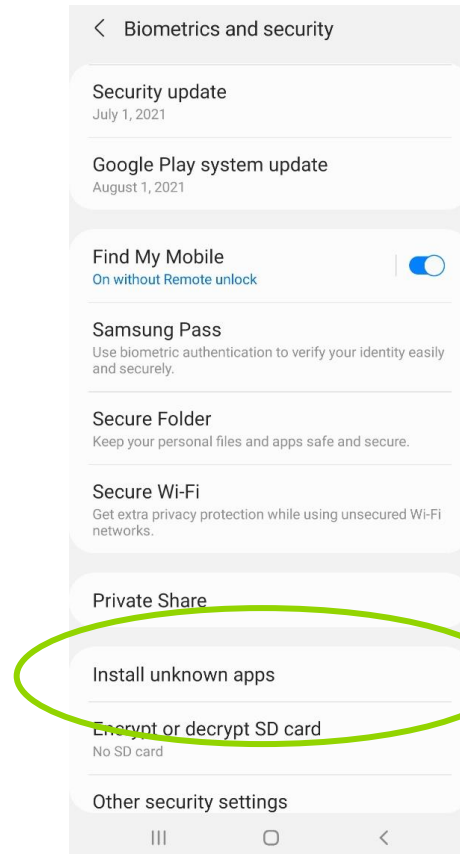 Biometrics and security
Security update
July 1, 2021
Google Play system update
August 1, 2021
Find My Mobile
On without Remote unlock
Samsung Pass
Use biometric authentication to verify your identity easily
and securely.
Secure Folder
Keep your personal files and apps safe and secure.
Secure Wi-Fi
Get extra privacy protection while using unsecured Wi-Fi
networks.
Private Share
Install unknown apps
Encrypt or decrypt SD card
No SD card
Other security settings